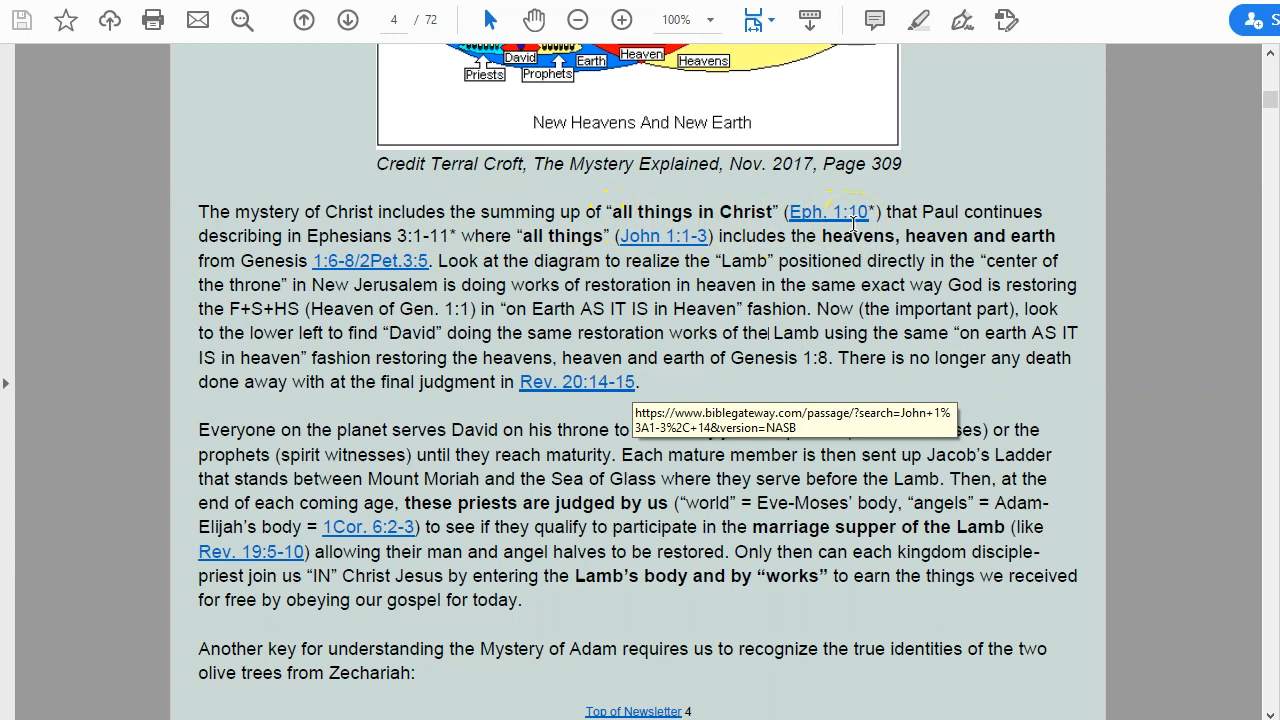 4 / 72
100%
S
David
Heaven
Earth
Heavens
Priests
Prophets
New Heavens And New Earth
Credit Terral Croft, The Mystery Explained, Nov. 2017, Page 309
The mystery of Christ includes the summing up of “all things in Christ” (Eph. 1:10*) that Paul continues
describing in Ephesians 3:1-11* where “all things” (John 1:1-3) includes the heavens, heaven and earth
from Genesis 1:6-8/2Pet.3:5. Look at the diagram to realize the “Lamb” positioned directly in the “center of
the throne” in New Jerusalem is doing works of restoration in heaven in the same exact way God is restoring
the F+S+HS (Heaven of Gen. 1:1) in “on Earth AS IT IS in Heaven” fashion. Now (the important part), look
to the lower left to find “David” doing the same restoration works of the Lamb using the same “on earth AS IT
IS in heaven” fashion restoring the heavens, heaven and earth of Genesis 1:8. There is no longer any death
done away with at the final judgment in Rev. 20:14-15.
https://www.biblegateway.com/passage/?search=John+1%
3A1-3%2C+14&version=NASB
Everyone on the planet serves David on his throne to ses) or the
prophets (spirit witnesses) until they reach maturity. Each mature member is then sent up Jacob’s Ladder
that stands between Mount Moriah and the Sea of Glass where they serve before the Lamb. Then, at the
end of each coming age, these priests are judged by us (“world” = Eve-Moses’ body, “angels” = Adam-
Elijah’s body = 1Cor. 6:2-3) to see if they qualify to participate in the marriage supper of the Lamb (like
Rev. 19:5-10) allowing their man and angel halves to be restored. Only then can each kingdom disciple-
priest join us “IN” Christ Jesus by entering the Lamb’s body and by “works” to earn the things we received
for free by obeying our gospel for today.
Another key for understanding the Mystery of Adam requires us to recognize the true identities of the two
olive trees from Zechariah:
Top of Newsletter 4